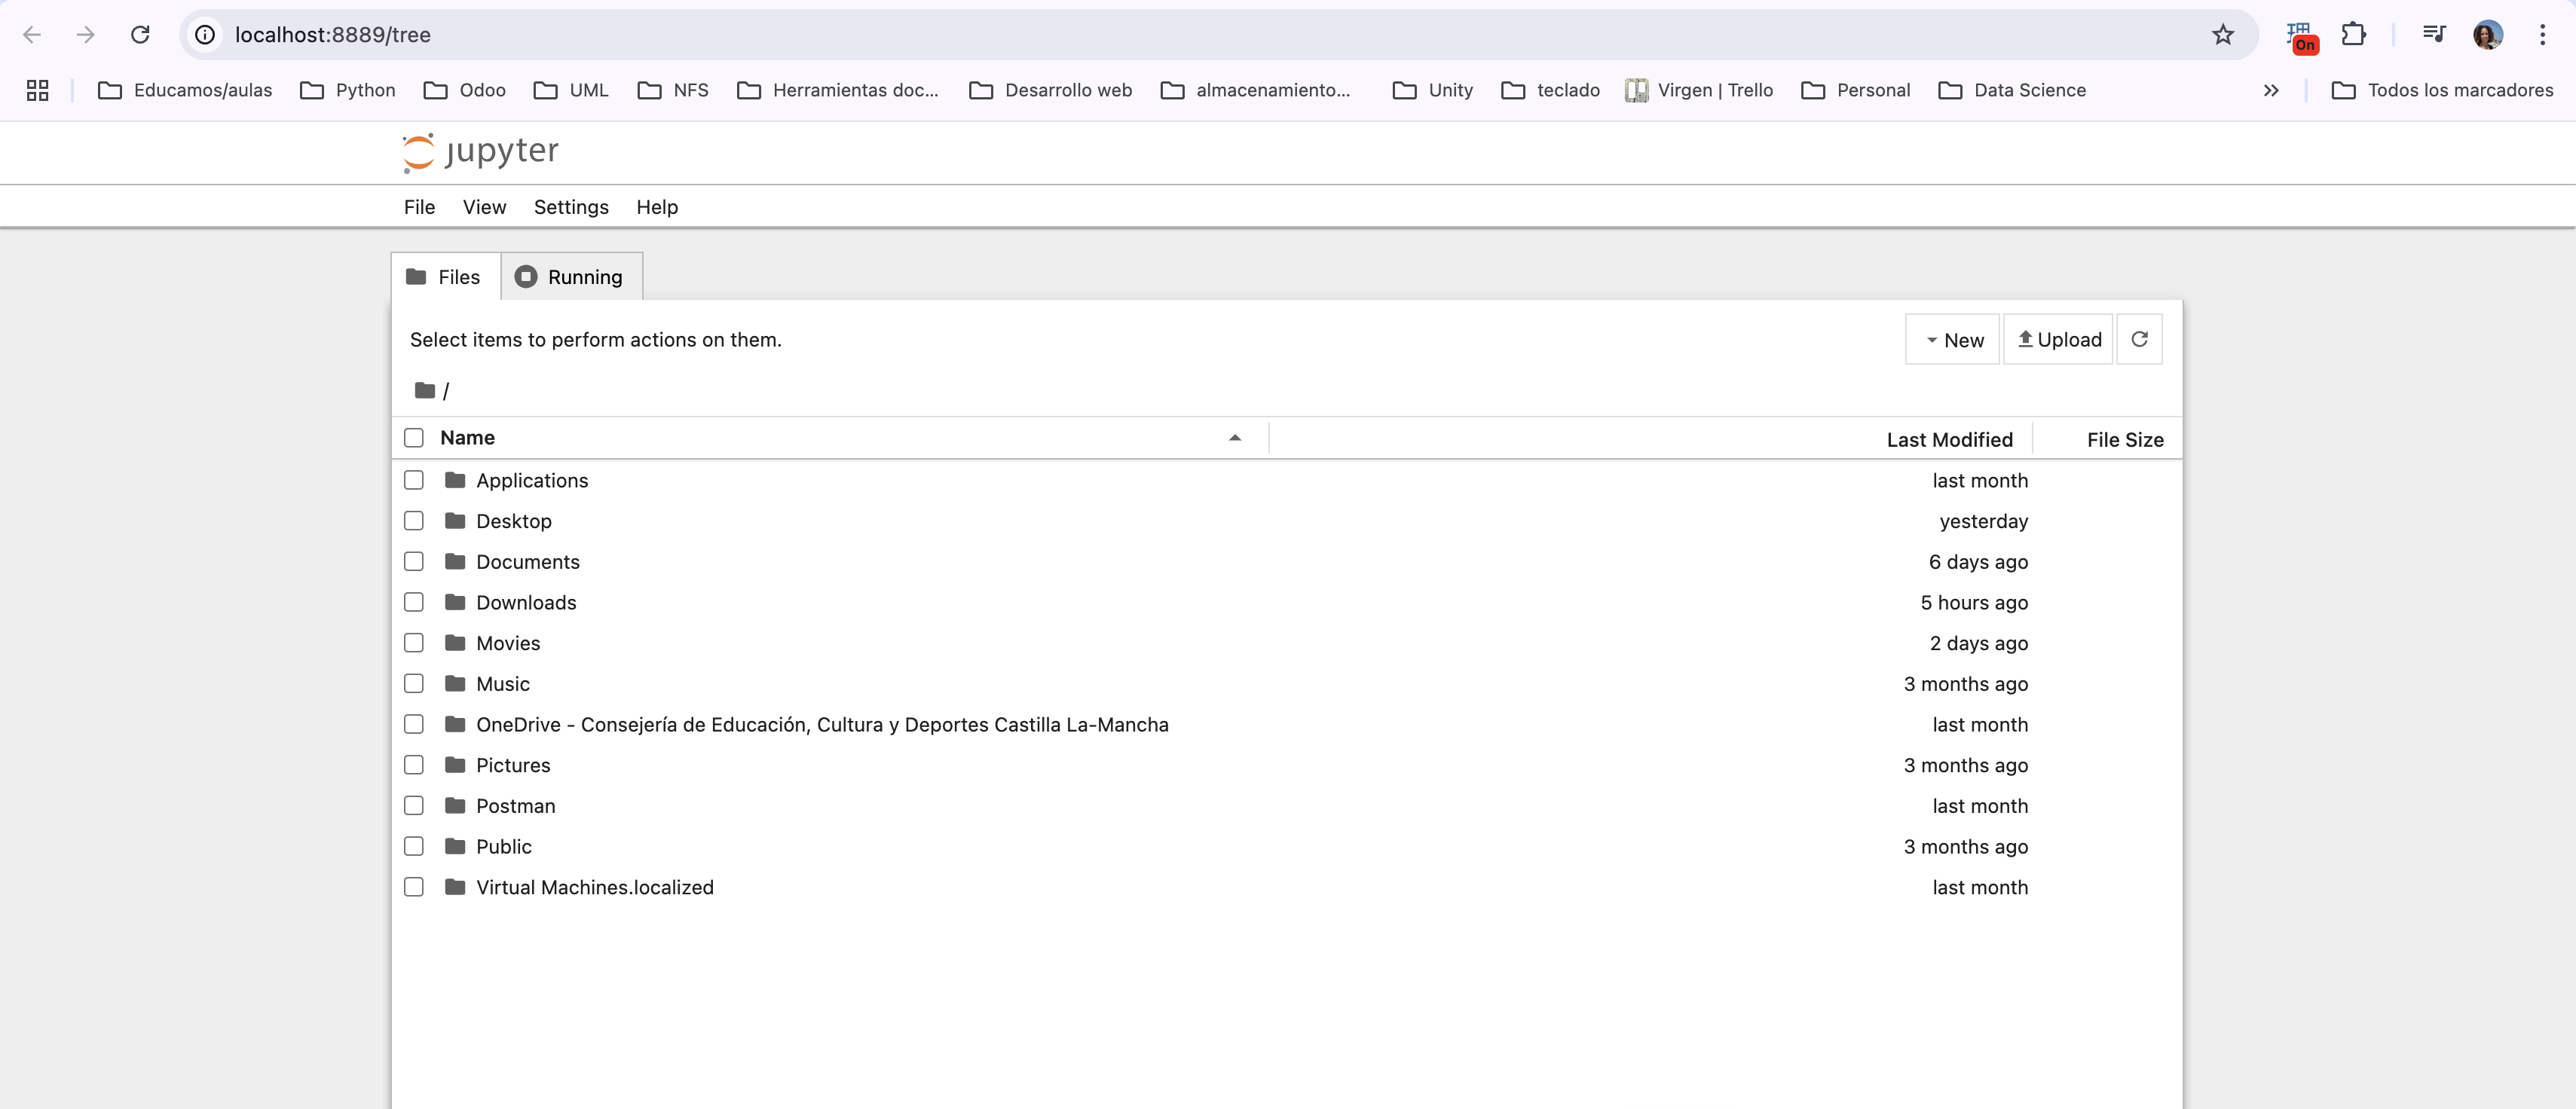 localhost:8889/tree
On
Educamos/aulas Python Odoo UML NFS Herramientas doc... Desarrollo web almacenamiento... Unity teclado Virgen | Trello Personal Data Science » Todos los marcadores
jupyter
File View Settings Help
Files Running
Select items to perform actions on them. New Upload
/
Name Last Modified File Size
Applications last month
Desktop yesterday
Documents 6 days ago
Downloads 5 hours ago
Movies 2 days ago
Music 3 months ago
OneDrive - Consejería de Educación, Cultura y Deportes Castilla La-Mancha last month
Pictures 3 months ago
Postman last month
Public 3 months ago
Virtual Machines.localized last month